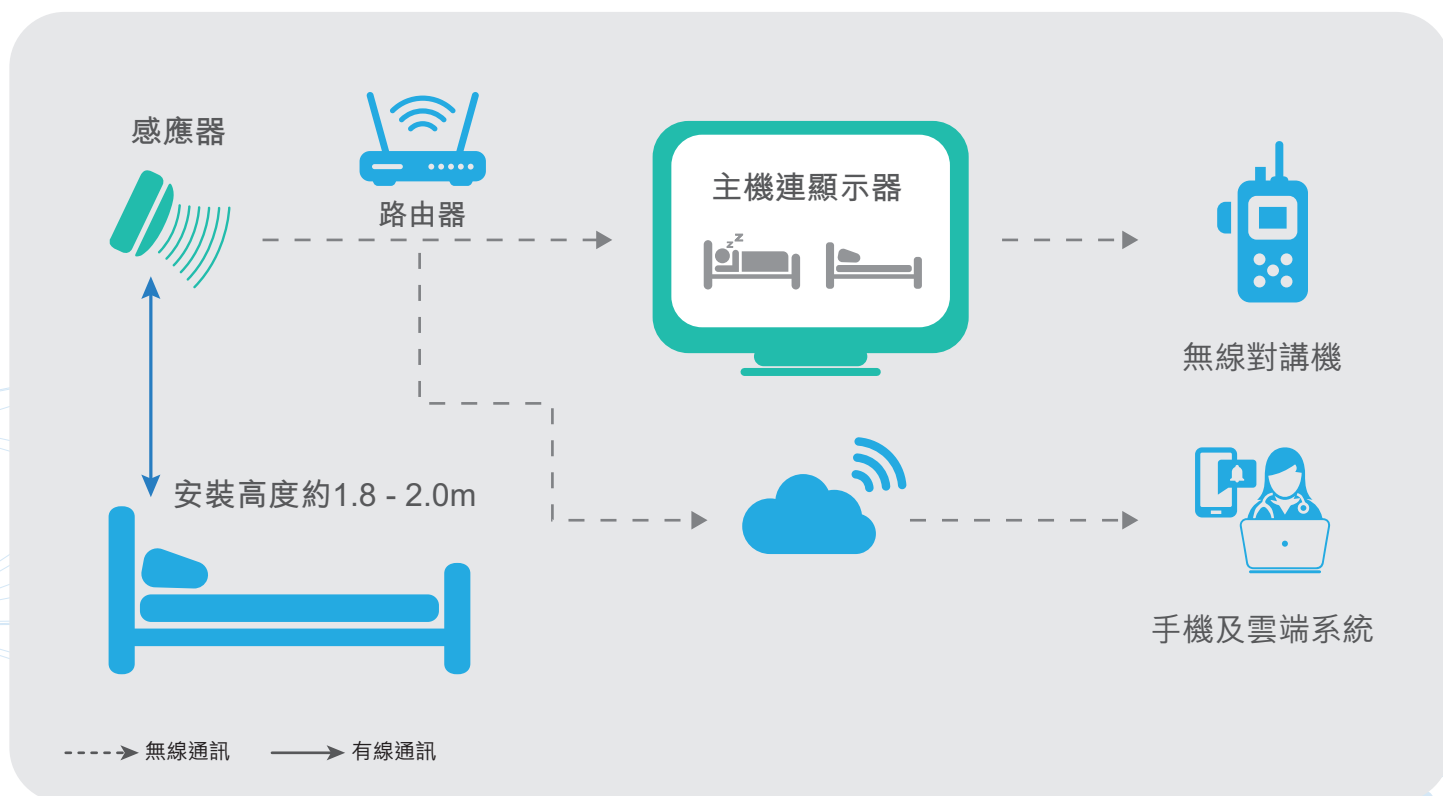 感應器
路由器
主機連顯示器
z
z
無線對講機
安裝高度約1.8 - 2.0m
手機及雲端系統
無線通訊
有線通訊